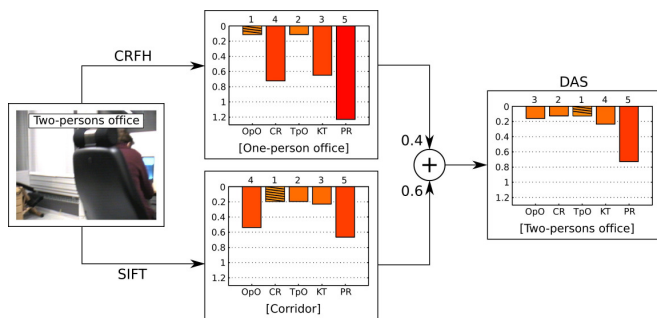 CRFH
Two-persons office
SIFT
1 4 2 3 5
0
0.2
0.4
0.6
0.8
1
1.2
OpO CR TpO KT PR
[One-person office]
4 1 2 3 5
0
0.2
0.4
0.6
0.8
1
1.2
OpO CR TpO KT PR
[Corridor]
0.4
+
0.6
DAS
3 2 1 4 5
0
0.2
0.4
0.6
0.8
1
1.2
OpO CR TpO KT PR
[Two-persons office]